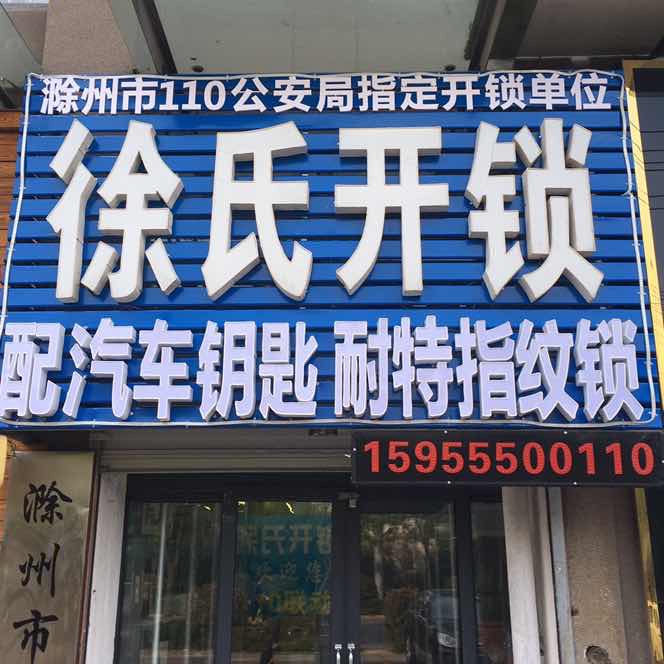 滁州市110公安局指定开锁单位
徐氏开锁
配汽车钥匙 耐特指纹锁
15955500110
滁州市